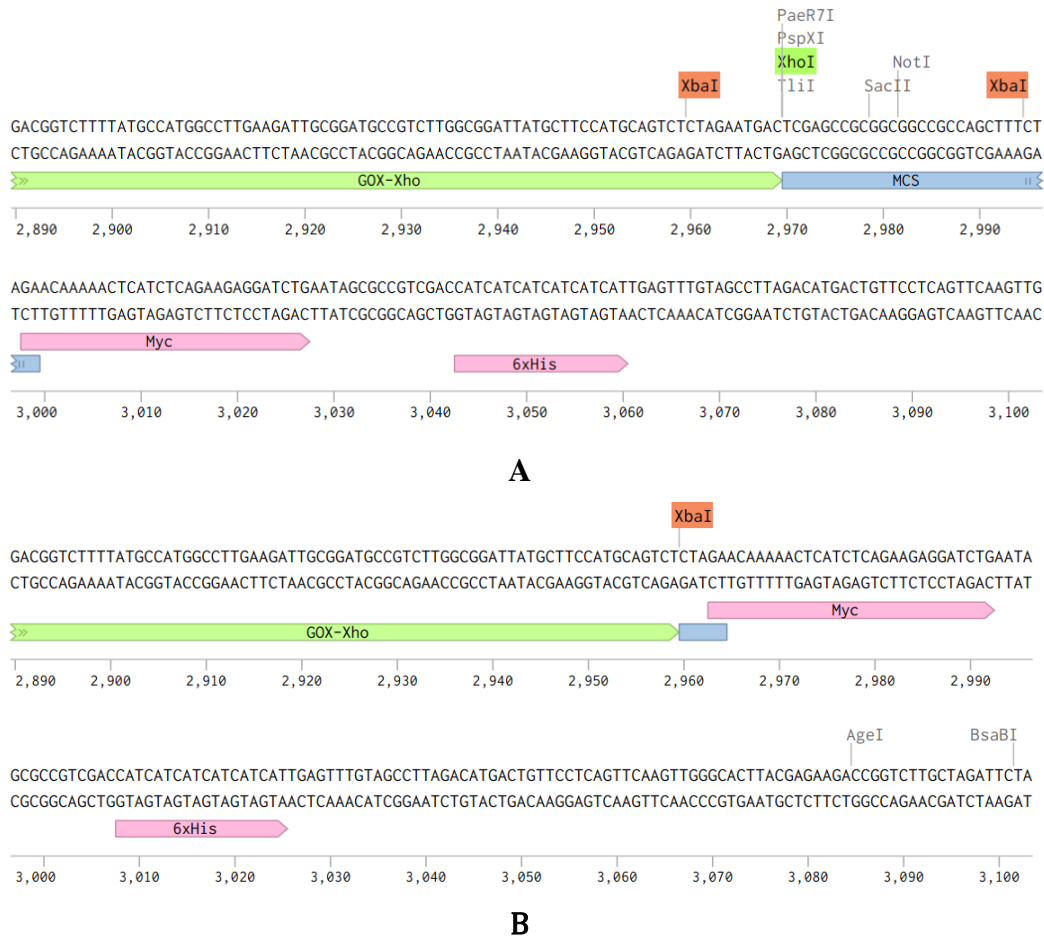 PaeR7I
PspXI
XhoI NotI
XbaI TliI SacII XbaI
GACGGTCTTTTATGCCATGGCCTTGAAGATTGCGGATGCCGTCTTGGCGGATTATGCTTCCATGCAGTCTCTAGAATGACTCGAGCCGCGGCGGCCGCCAGCTTTCT
CTGCCAGAAAATACGGTACCGGAACTTCTAACGCCTACGGCAGAACCGCCTAATACGAAGGTACGTCAGAGATCTTACTGAGCTCGGCGCCGCCGGCGGTCGAAAGA
GOX-Xho MCS
2,890 2,900 2,910 2,920 2,930 2,940 2,950 2,960 2,970 2,980 2,990
AGAACAAAAACTCATCTCAGAAGAGGATCTGAATAGCGCCGTCGACCATCATCATCATCATCATTGAGTTTGTAGCCTTAGACATGACTGTTCCTCAGTTCAAGTTG
TCTTGTTTTTGAGTAGAGTCTTCTCCTAGACTTATCGCGGCAGCTGGTAGTAGTAGTAGTAGTAACTCAAACATCGGAATCTGTACTGACAAGGAGTCAAGTTCAAC
Myc
6xHis
3,000 3,010 3,020 3,030 3,040 3,050 3,060 3,070 3,080 3,090 3,100
A
XbaI
GACGGTCTTTTATGCCATGGCCTTGAAGATTGCGGATGCCGTCTTGGCGGATTATGCTTCCATGCAGTCTCTAGAACAAAAACTCATCTCAGAAGAGGATCTGAATA
CTGCCAGAAAATACGGTACCGGAACTTCTAACGCCTACGGCAGAACCGCCTAATACGAAGGTACGTCAGAGATCTTGTTTTTGAGTAGAGTCTTCTCCTAGACTTAT
Myc
GOX-Xho
2,890 2,900 2,910 2,920 2,930 2,940 2,950 2,960 2,970 2,980 2,990
AgeI BsaBI
GCGCCGTCGACCATCATCATCATCATCATTGAGTTTGTAGCCTTAGACATGACTGTTCCTCAGTTCAAGTTGGGCACTTACGAGAAGACCGGTCTTGCTAGATTCTA
CGCGGCAGCTGGTAGTAGTAGTAGTAGTAACTCAAACATCGGAATCTGTACTGACAAGGAGTCAAGTTCAACCCGTGAATGCTCTTCTGGCCAGAACGATCTAAGAT
6xHis
3,000 3,010 3,020 3,030 3,040 3,050 3,060 3,070 3,080 3,090 3,100
B